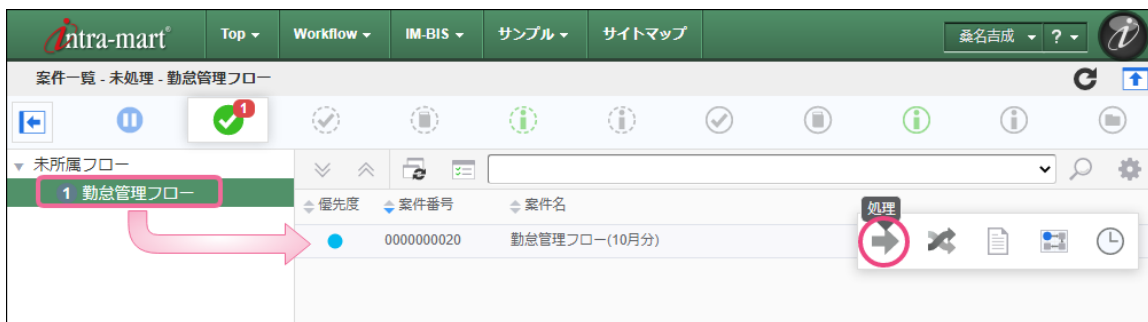 intra-mart® Top Workflow IM-BIS サンプル サイトマップ 桑名吉成 ?
案件一覧 - 未処理 - 勤怠管理フロー
1
未所属フロー
1 勤怠管理フロー
優先度 案件番号 案件名
処理
0000000020 勤怠管理フロー(10月分)